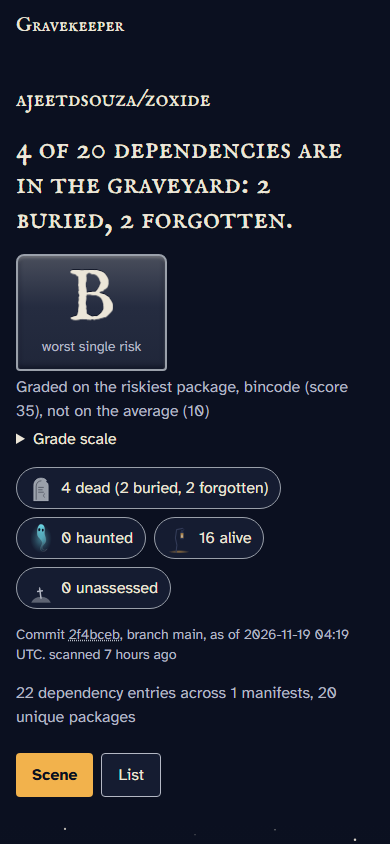 Gravekeeper
ajeetdsouza/zoxide
4 of 20 dependencies are
in the graveyard: 2
buried, 2 forgotten.
B
worst single risk
Graded on the riskiest package, bincode (score
35), not on the average (10)
Grade scale
4 dead (2 buried, 2 forgotten)
0 haunted
16 alive
0 unassessed
Commit 2f4bceb, branch main, as of 2026-11-19 04:19
UTC. scanned 7 hours ago
22 dependency entries across 1 manifests, 20
unique packages
Scene
List